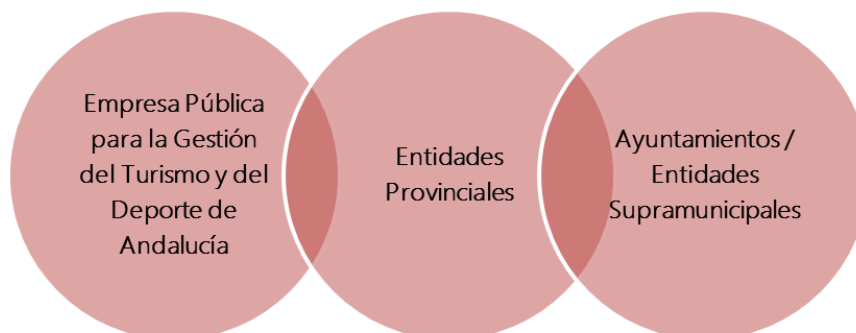 Empresa Pública
para la Gestión
del Turismo y del
Deporte de
Andalucía
Entidades
Provinciales
Ayuntamientos /
Entidades
Supramunicipales